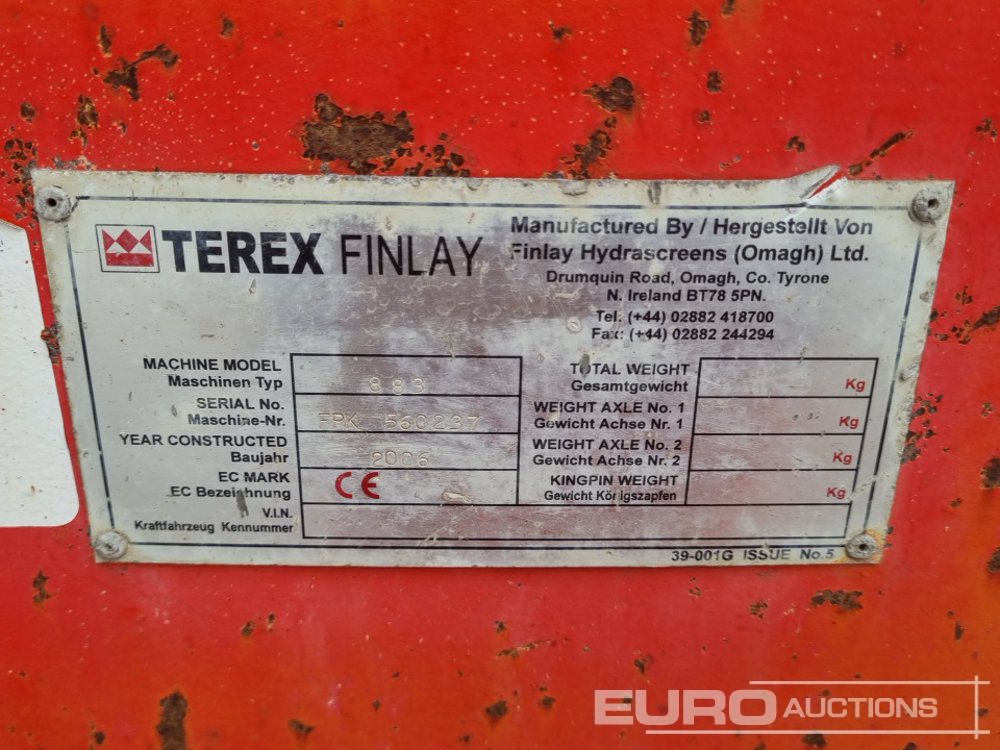 TEREX FINLAY
Manufactured By / Hergestellt Von
Finlay Hydrascreens (Omagh) Ltd.
Drumquin Road, Omagh, Co. Tyrone
N. Ireland BT78 5PN.
Tel: (+44) 02882 418700
Fax: (+44) 02882 244294
MACHINE MODEL
Maschinen Typ
883
SERIAL No.
Maschine-Nr.
FPK 560237
YEAR CONSTRUCTED
Baujahr
2006
EC MARK
EC Bezeichnung
CE
V.I.N.
Kraftfahrzeug Kennummer
TOTAL WEIGHT
Gesamtgewicht
Kg
WEIGHT AXLE No. 1
Gewicht Achse Nr. 1
Kg
WEIGHT AXLE No. 2
Gewicht Achse Nr. 2
Kg
KINGPIN WEIGHT
Gewicht Königszapfen
Kg
39-001G ISSUE No.5
EURO AUCTIONS